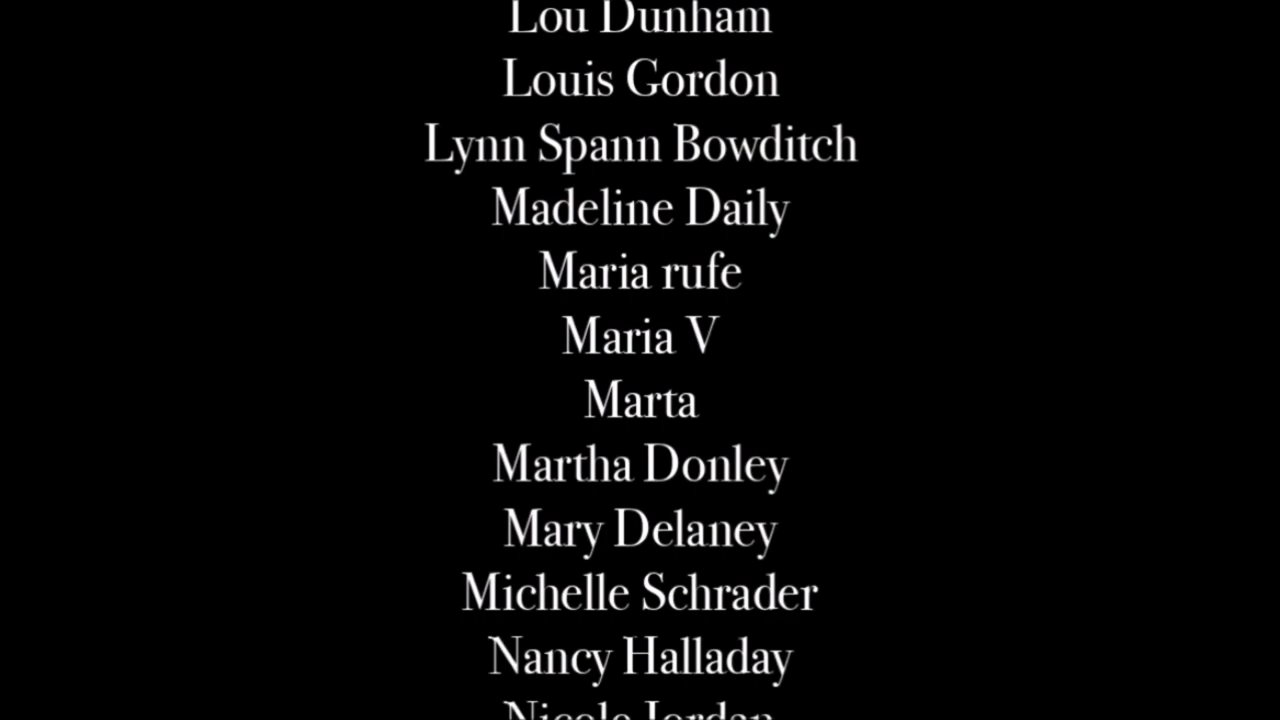 Lou Dunham
Louis Gordon
Lynn Spann Bowditch
Madeline Daily
Maria rufe
Maria V
Marta
Martha Donley
Mary Delaney
Michelle Schrader
Nancy Halladay
Nicole Jordan